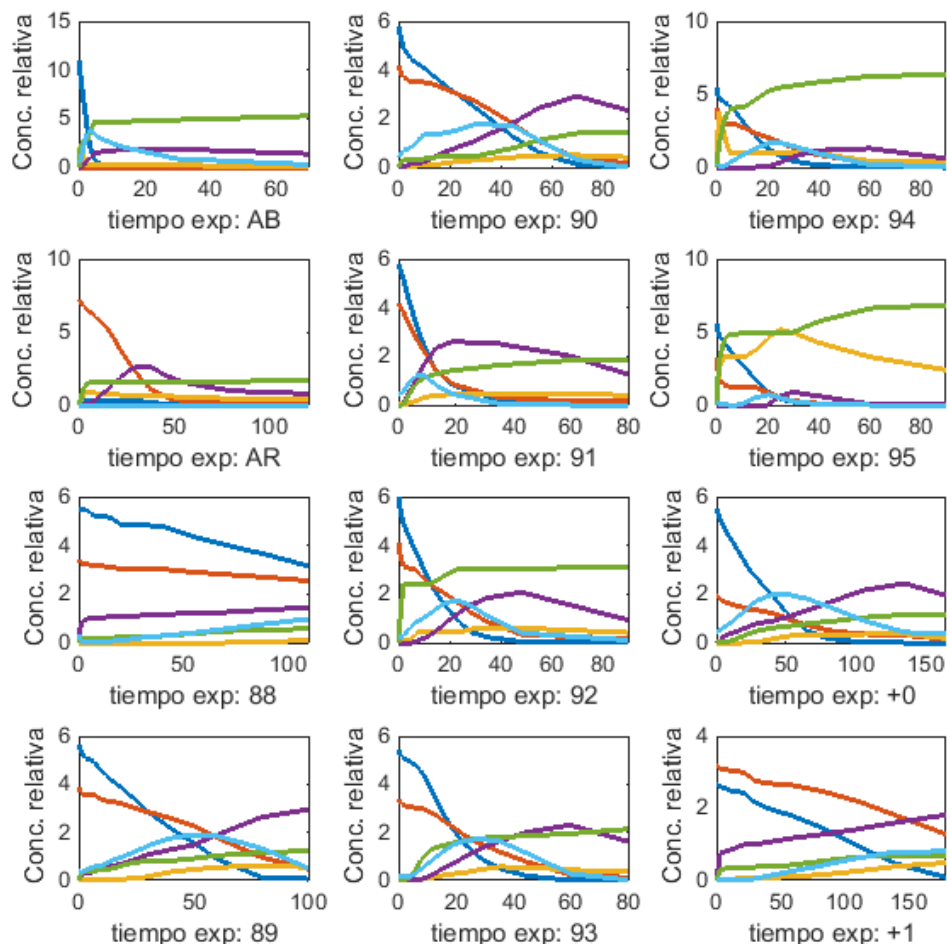 15
10
5
0
Conc. relativa
0 20 40 60
tiempo exp: AB
6
4
2
0
Conc. relativa
0 20 40 60 80
tiempo exp: 90
10
5
0
Conc. relativa
0 20 40 60 80
tiempo exp: 94
10
5
0
Conc. relativa
0 50 100
tiempo exp: AR
6
4
2
0
Conc. relativa
0 20 40 60 80
tiempo exp: 91
10
5
0
Conc. relativa
0 20 40 60 80
tiempo exp: 95
6
4
2
0
Conc. relativa
0 50 100
tiempo exp: 88
6
4
2
0
Conc. relativa
0 20 40 60 80
tiempo exp: 92
6
4
2
0
Conc. relativa
0 50 100 150
tiempo exp: +0
6
4
2
0
Conc. relativa
0 20 40 60 80 100
tiempo exp: 89
6
4
2
0
Conc. relativa
0 20 40 60 80
tiempo exp: 93
4
2
0
Conc. relativa
0 50 100 150
tiempo exp: +1